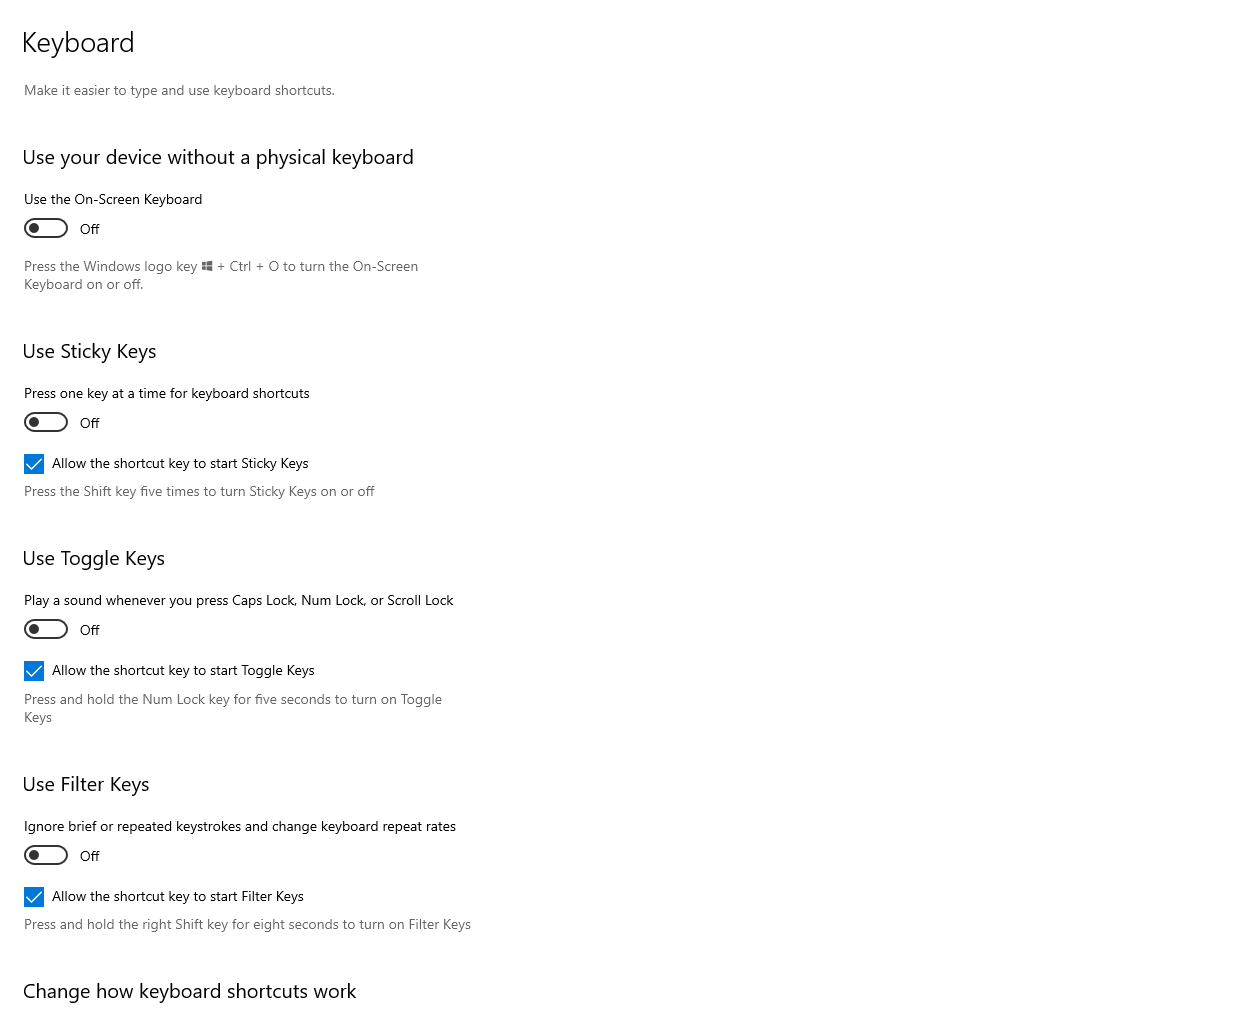 Keyboard
Make it easier to type and use keyboard shortcuts.
Use your device without a physical keyboard
Use the On-Screen Keyboard
Off
Press the Windows logo key + Ctrl + O to turn the On-Screen
Keyboard on or off.
Use Sticky Keys
Press one key at a time for keyboard shortcuts
Off
Allow the shortcut key to start Sticky Keys
Press the Shift key five times to turn Sticky Keys on or off
Use Toggle Keys
Play a sound whenever you press Caps Lock, Num Lock, or Scroll Lock
Off
Allow the shortcut key to start Toggle Keys
Press and hold the Num Lock key for five seconds to turn on Toggle
Keys
Use Filter Keys
Ignore brief or repeated keystrokes and change keyboard repeat rates
Off
Allow the shortcut key to start Filter Keys
Press and hold the right Shift key for eight seconds to turn on Filter Keys
Change how keyboard shortcuts work